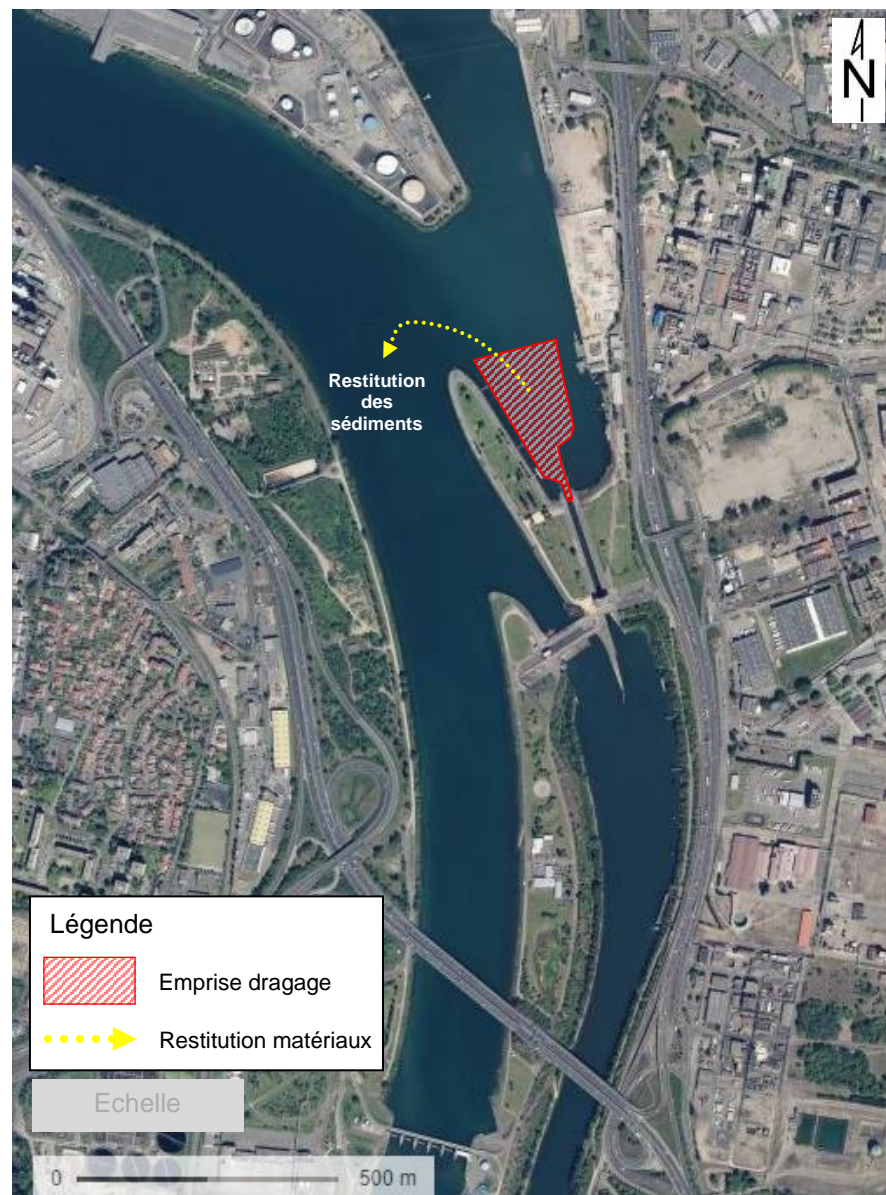 N
Restitution
des
sédiments
Légende
Emprise dragage
Restitution matériaux
Echelle
0 500 m